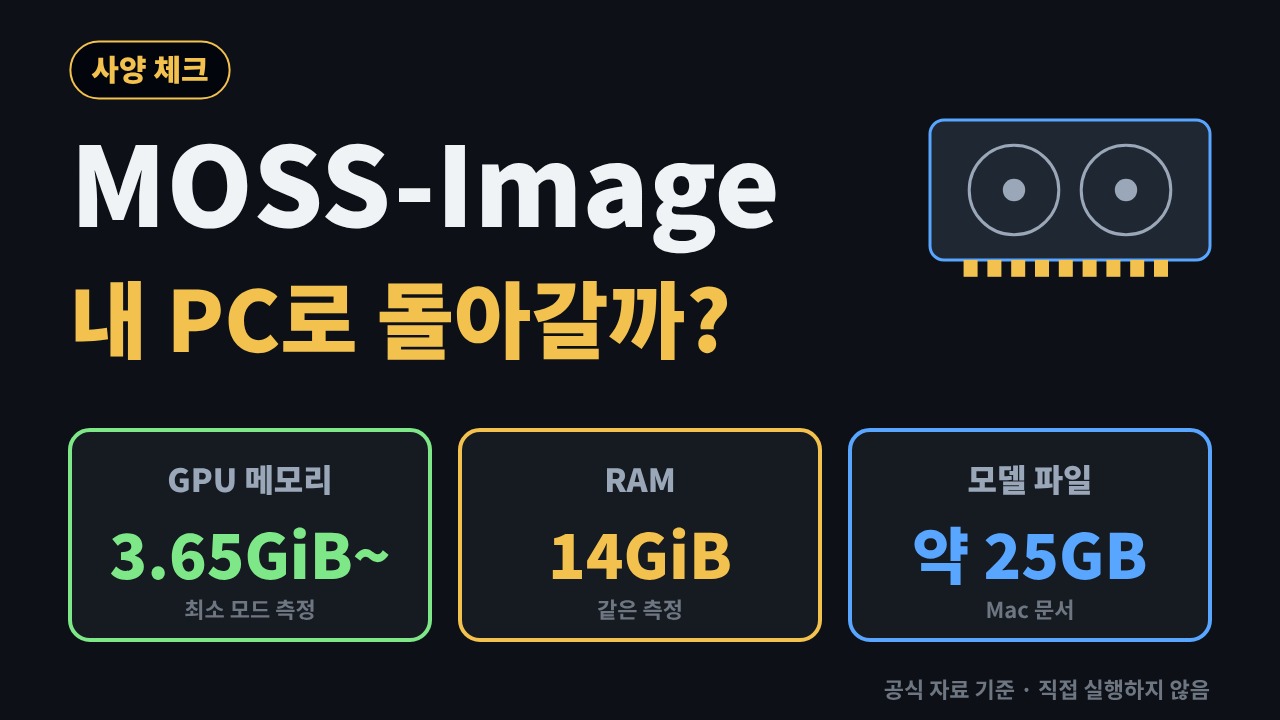 사양 체크
MOSS-Image
내 PC로 돌아갈까?
GPU 메모리
3.65GiB~
최소 모드 측정
RAM
14GiB
같은 측정
모델 파일
약 25GB
Mac 문서
공식 자료 기준 · 직접 실행하지 않음